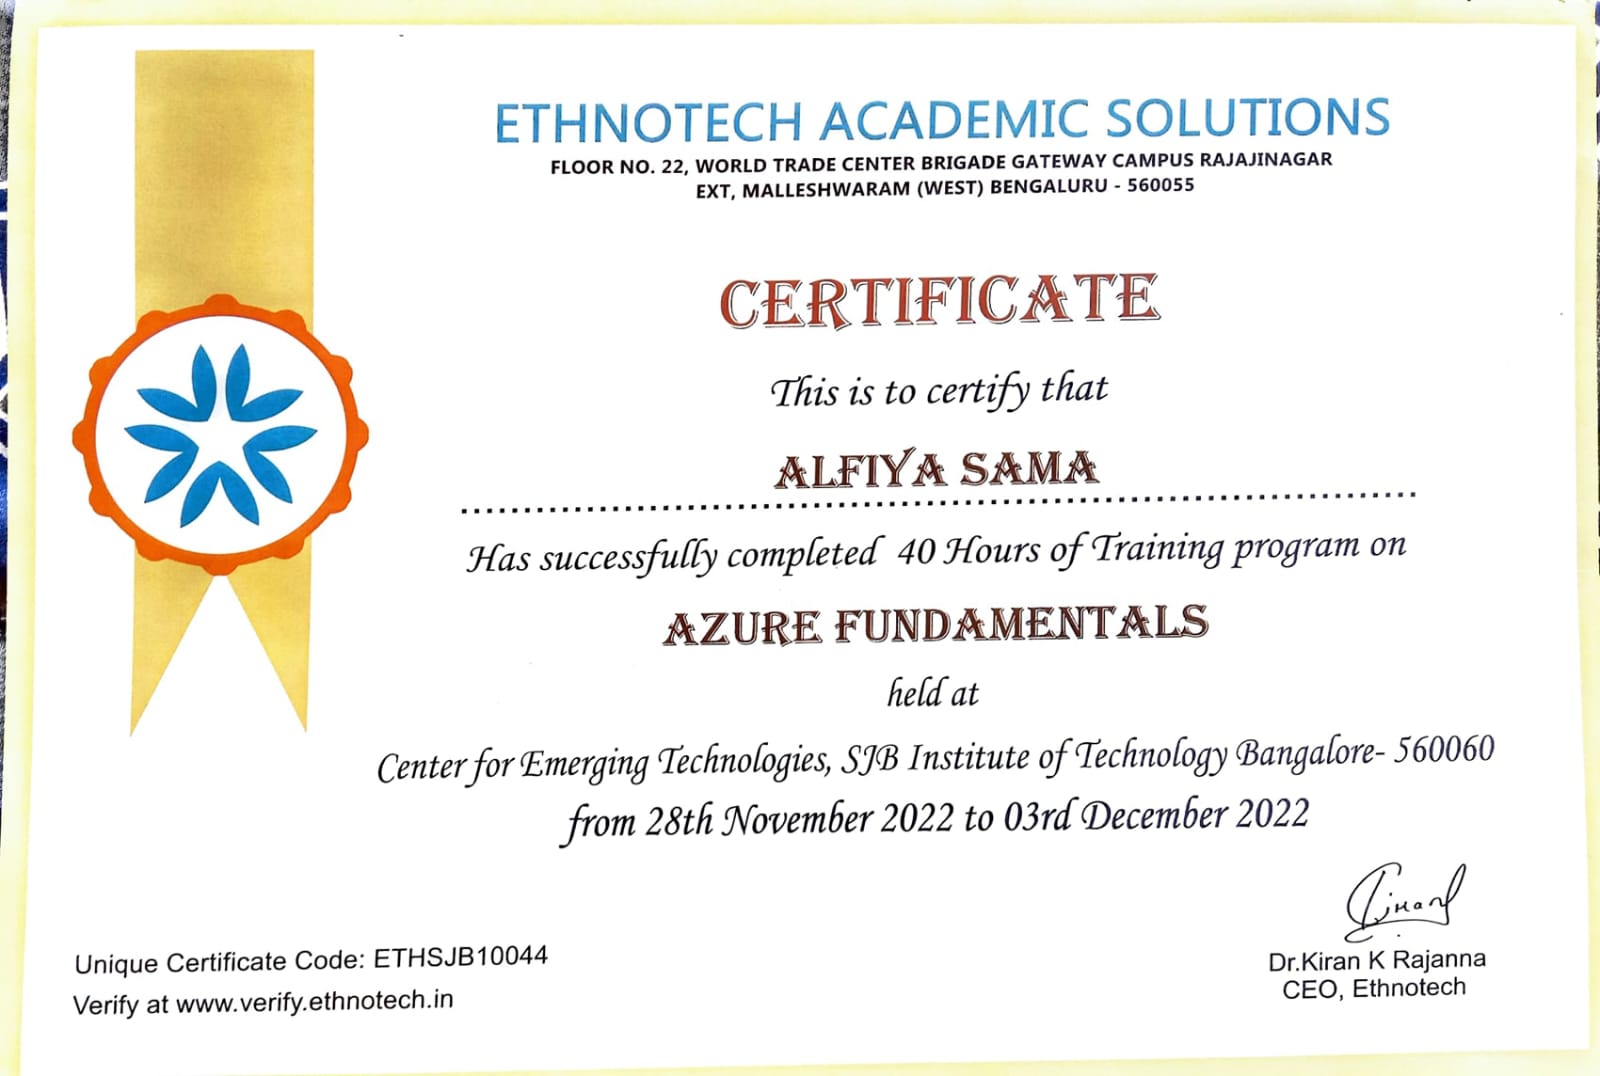 ETHNOTECH ACADEMIC SOLUTIONS
FLOOR NO. 22, WORLD TRADE CENTER BRIGADE GATEWAY CAMPUS RAJAJINAGAR
EXT, MALLESHWARAM (WEST) BENGALURU - 560055
CERTIFICATE
This is to certify that
ALFIYA SAMA
Has successfully completed 40 Hours of Training program on
AZURE FUNDAMENTALS
held at
Center for Emerging Technologies, SJB Institute of Technology Bangalore- 560060
from 28th November 2022 to 03rd December 2022
Unique Certificate Code: ETHSJB10044
Verify at www.verify.ethnotech.in
Kiran
Dr.Kiran K Rajanna
CEO, Ethnotech